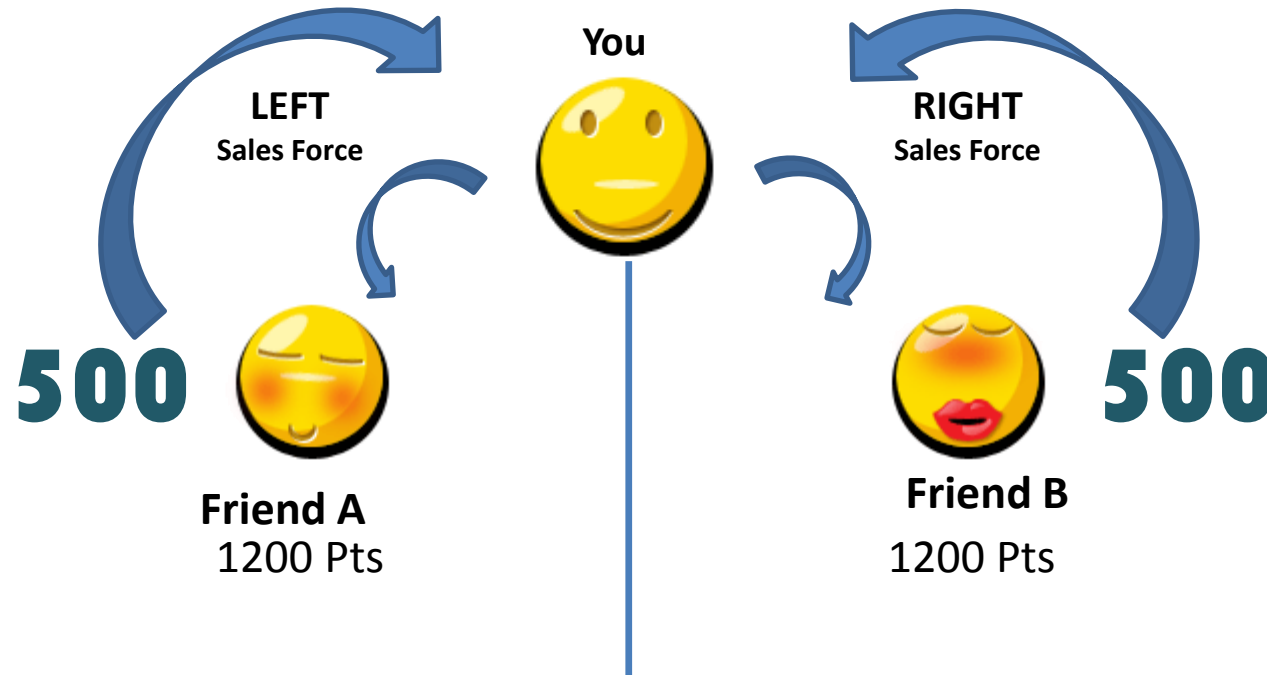 You
LEFT
Sales Force
RIGHT
Sales Force
500
500
Friend A
1200 Pts
Friend B
1200 Pts